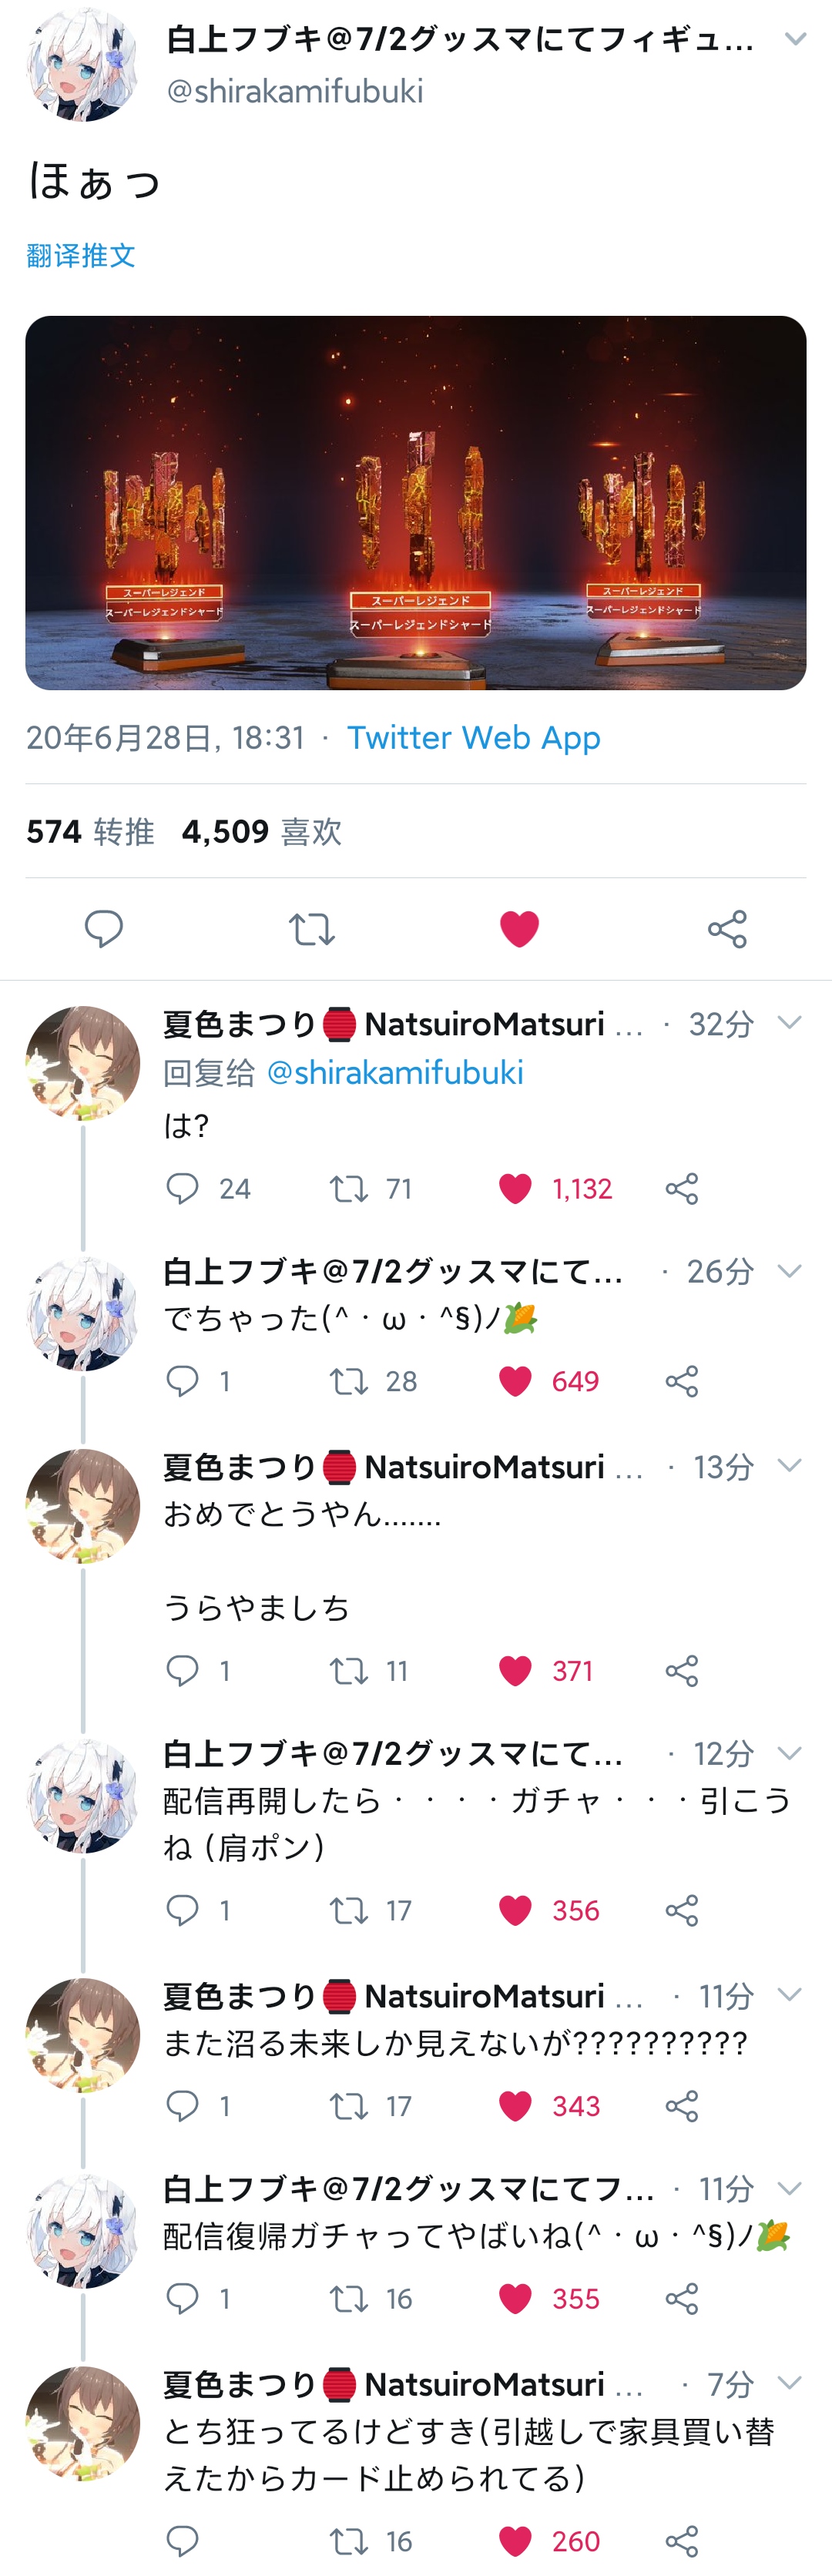 白上フブキ@7/2グッスマにてフィギュ...
@shirakamifubuki
ほぁっ
翻译推文
スーパーレジェンド
スーパーレジェンドシャード
スーパーレジェンド
スーパーレジェンドシャード
スーパーレジェンド
スーパーレジェンドシャード
20年6月28日, 18:31 · Twitter Web App
574 转推 4,509 喜欢
夏色まつり🏮NatsuiroMatsuri ... · 32分
回复给 @shirakamifubuki
は?
24 71 1,132
白上フブキ@7/2グッスマにて... · 26分
でちゃった(^・ω・^§)ﾉ🌽
1 28 649
夏色まつり🏮NatsuiroMatsuri ... · 13分
おめでとうやん.......
うらやましち
1 11 371
白上フブキ@7/2グッスマにて... · 12分
配信再開したら・・・・ガチャ・・・引こう
ね（肩ポン）
1 17 356
夏色まつり🏮NatsuiroMatsuri ... · 11分
また沼る未来しか見えないが??????????
1 17 343
白上フブキ@7/2グッスマにてフ... · 11分
配信復帰ガチャってやばいね(^・ω・^§)ﾉ🌽
1 16 355
夏色まつり🏮NatsuiroMatsuri ... · 7分
とち狂ってるけどすき(引越しで家具買い替
えたからカード止められてる）
16 260